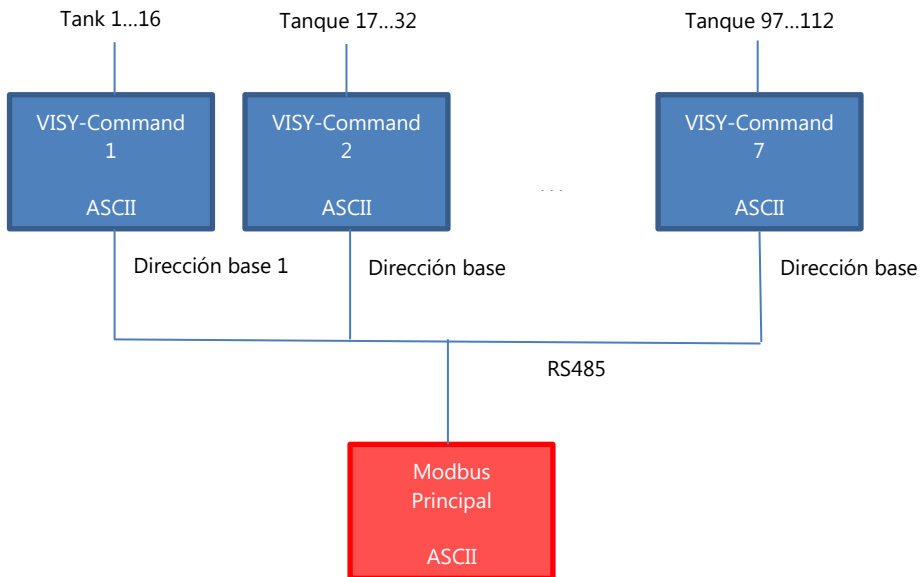 Tank 1...16
Tanque 17...32
Tanque 97...112
VISY-Command
1
ASCII
VISY-Command
2
ASCII
...
VISY-Command
7
ASCII
Dirección base 1
Dirección base
Dirección base
RS485
Modbus
Principal
ASCII